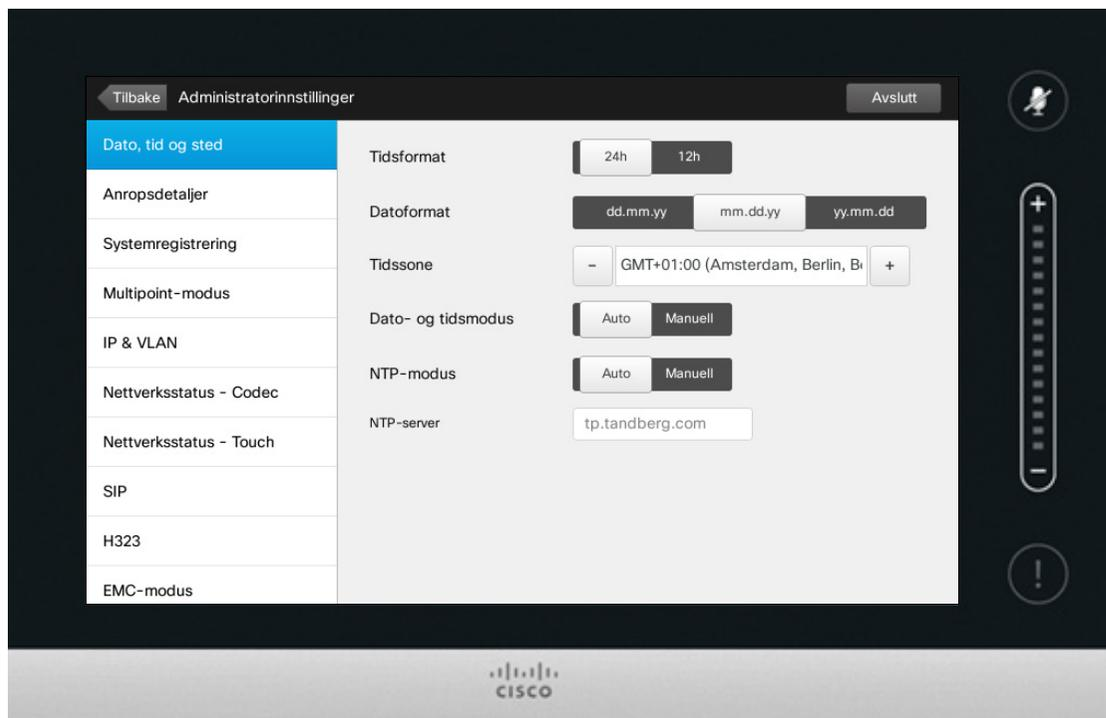 Tilbake Administratorinnstillinger Avslutt
Dato, tid og sted
Anropsdetaljer
Systemregistrering
Multipoint-modus
IP & VLAN
Nettverksstatus - Codec
Nettverksstatus - Touch
SIP
H323
EMC-modus
Tidsformat 24h 12h
Datoformat dd.mm.yy mm.dd.yy yy.mm.dd
Tidssone - GMT+01:00 (Amsterdam, Berlin, +
Dato- og tidsmodus Auto Manuell
NTP-modus Auto Manuell
NTP-server tp.tandberg.com
+
-
!
CISCO